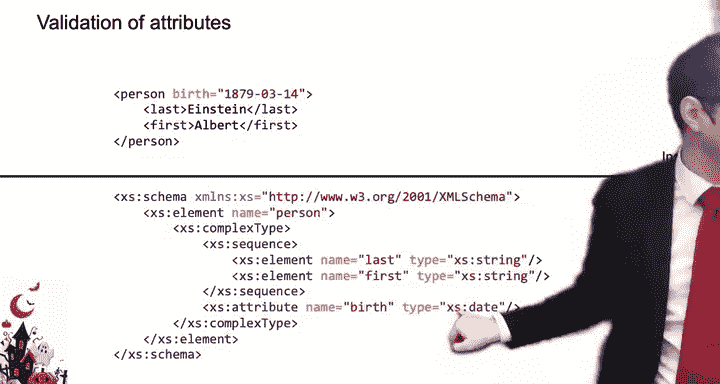 Validation of attributes
<person birth="1879-03-14">
<last>Einstein</last>
<first>Albert</first>
</person>
<xs:schema xmlns:xs="http://www.w3.org/2001/XMLSchema">
<xs:element name="person">
<xs:complexType>
<xs:sequence>
<xs:element name="last" type="xs:string"/>
<xs:element name="first" type="xs:string"/>
</xs:sequence>
<xs:attribute name="birth" type="xs:date"/>
</xs:complexType>
</xs:element>
</xs:schema>